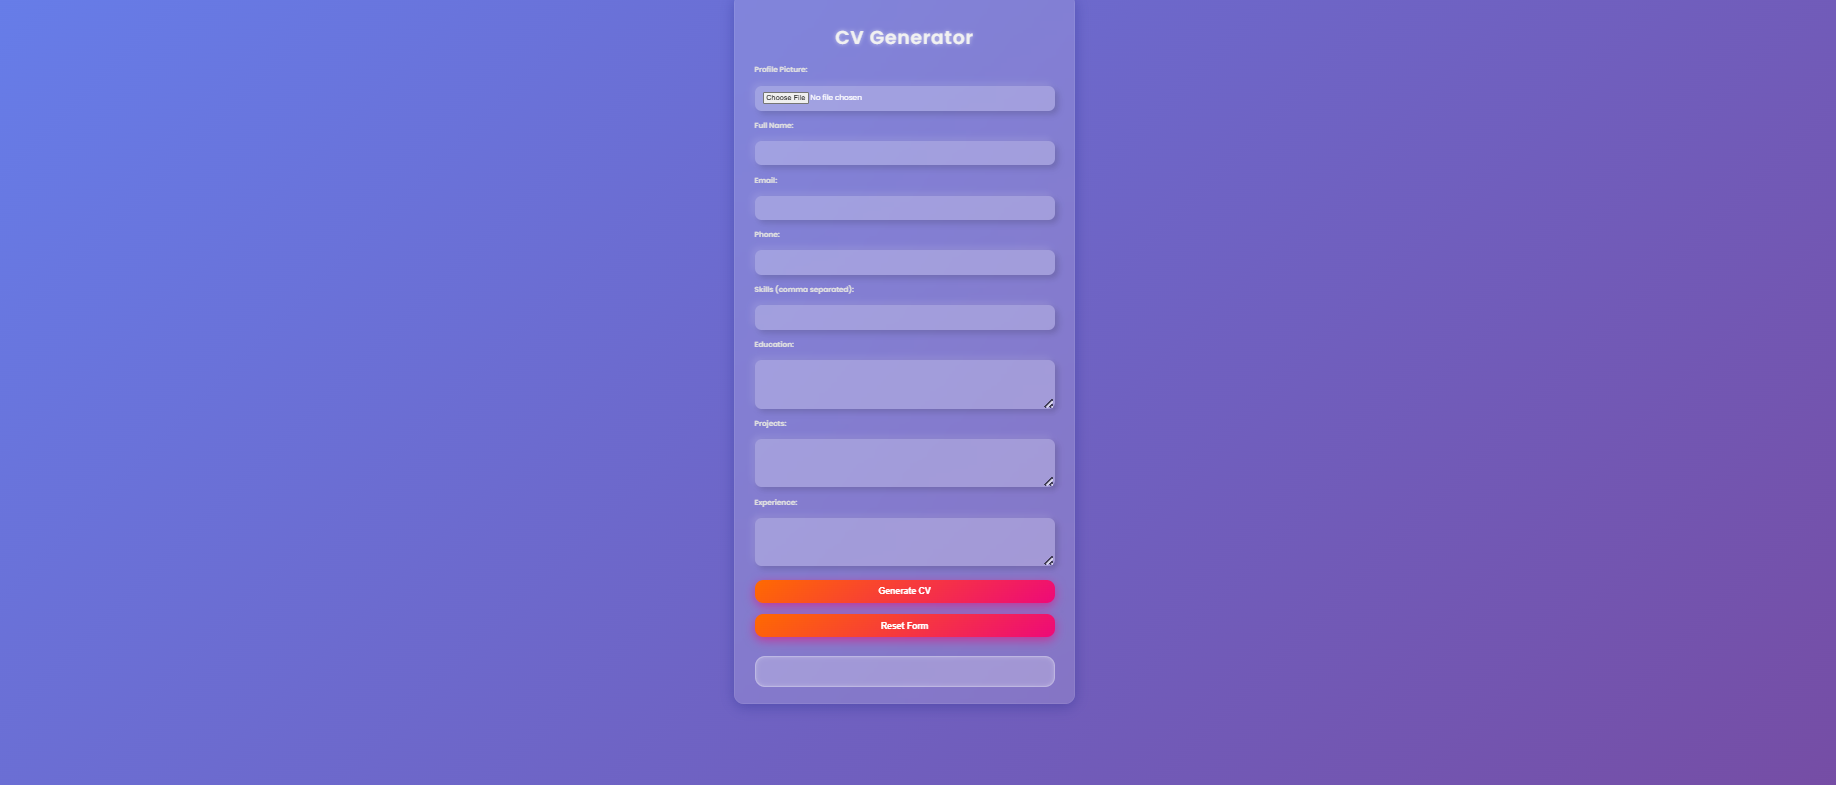 CV Generator
Profile Picture:
Choose File No file chosen
Full Name:
Email:
Phone:
Skills (comma separated):
Education:
Projects:
Experience:
Generate CV
Reset Form